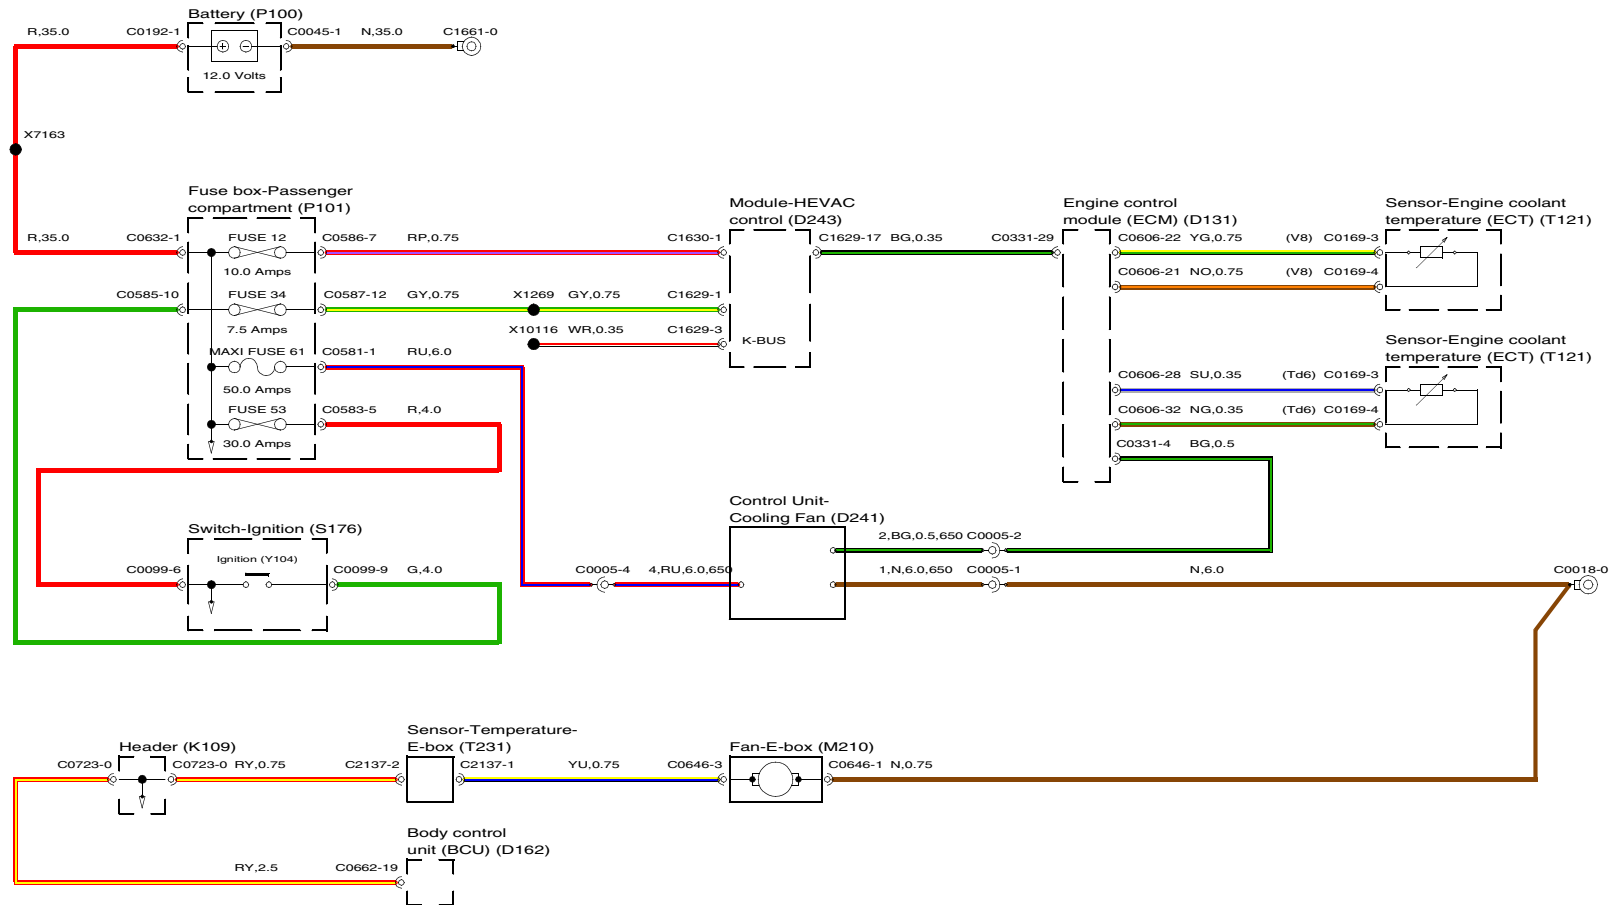 Battery (P100)
R,35.0 C0192-1 C0045-1 N,35.0 C1661-0
12.0 Volts
X7163
Fuse box-Passenger
compartment (P101)
Module-HEVAC
control (D243)
Engine control
module (ECM) (D131)
Sensor-Engine coolant
temperature (ECT) (T121)
R,35.0 C0632-1 FUSE 12 C0586-7 RP,0.75 C1630-1 C1629-17 BG,0.35 C0331-29 C0606-22 YG,0.75 (V8) C0169-3
10.0 Amps C0606-21 NO,0.75 (V8) C0169-4
C0585-10 FUSE 34 C0587-12 GY,0.75 X1269 GY,0.75 C1629-1
7.5 Amps X10116 WR,0.35 C1629-3
K-BUS
Sensor-Engine coolant
temperature (ECT) (T121)
MAXI FUSE 61 C0581-1 RU,6.0
C0606-28 SU,0.35 (Td6) C0169-3
50.0 Amps
FUSE 53 C0583-5 R,4.0 C0606-32 NG,0.35 (Td6) C0169-4
30.0 Amps C0331-4 BG,0.5
Control Unit-
Cooling Fan (D241)
Switch-Ignition (S176)
2,BG,0.5,650 C0005-2
Ignition (Y104)
C0099-6 C0099-9 G,4.0 C0005-4 4,RU,6.0,650 1,N,6.0,650 C0005-1 N,6.0 C0018-0
Sensor-Temperature-
E-box (T231)
Header (K109)
Fan-E-box (M210)
C0723-0 C0723-0 RY,0.75 C2137-2 C2137-1 YU,0.75 C0646-3 C0646-1 N,0.75
Body control
unit (BCU) (D162)
RY,2.5 C0662-19